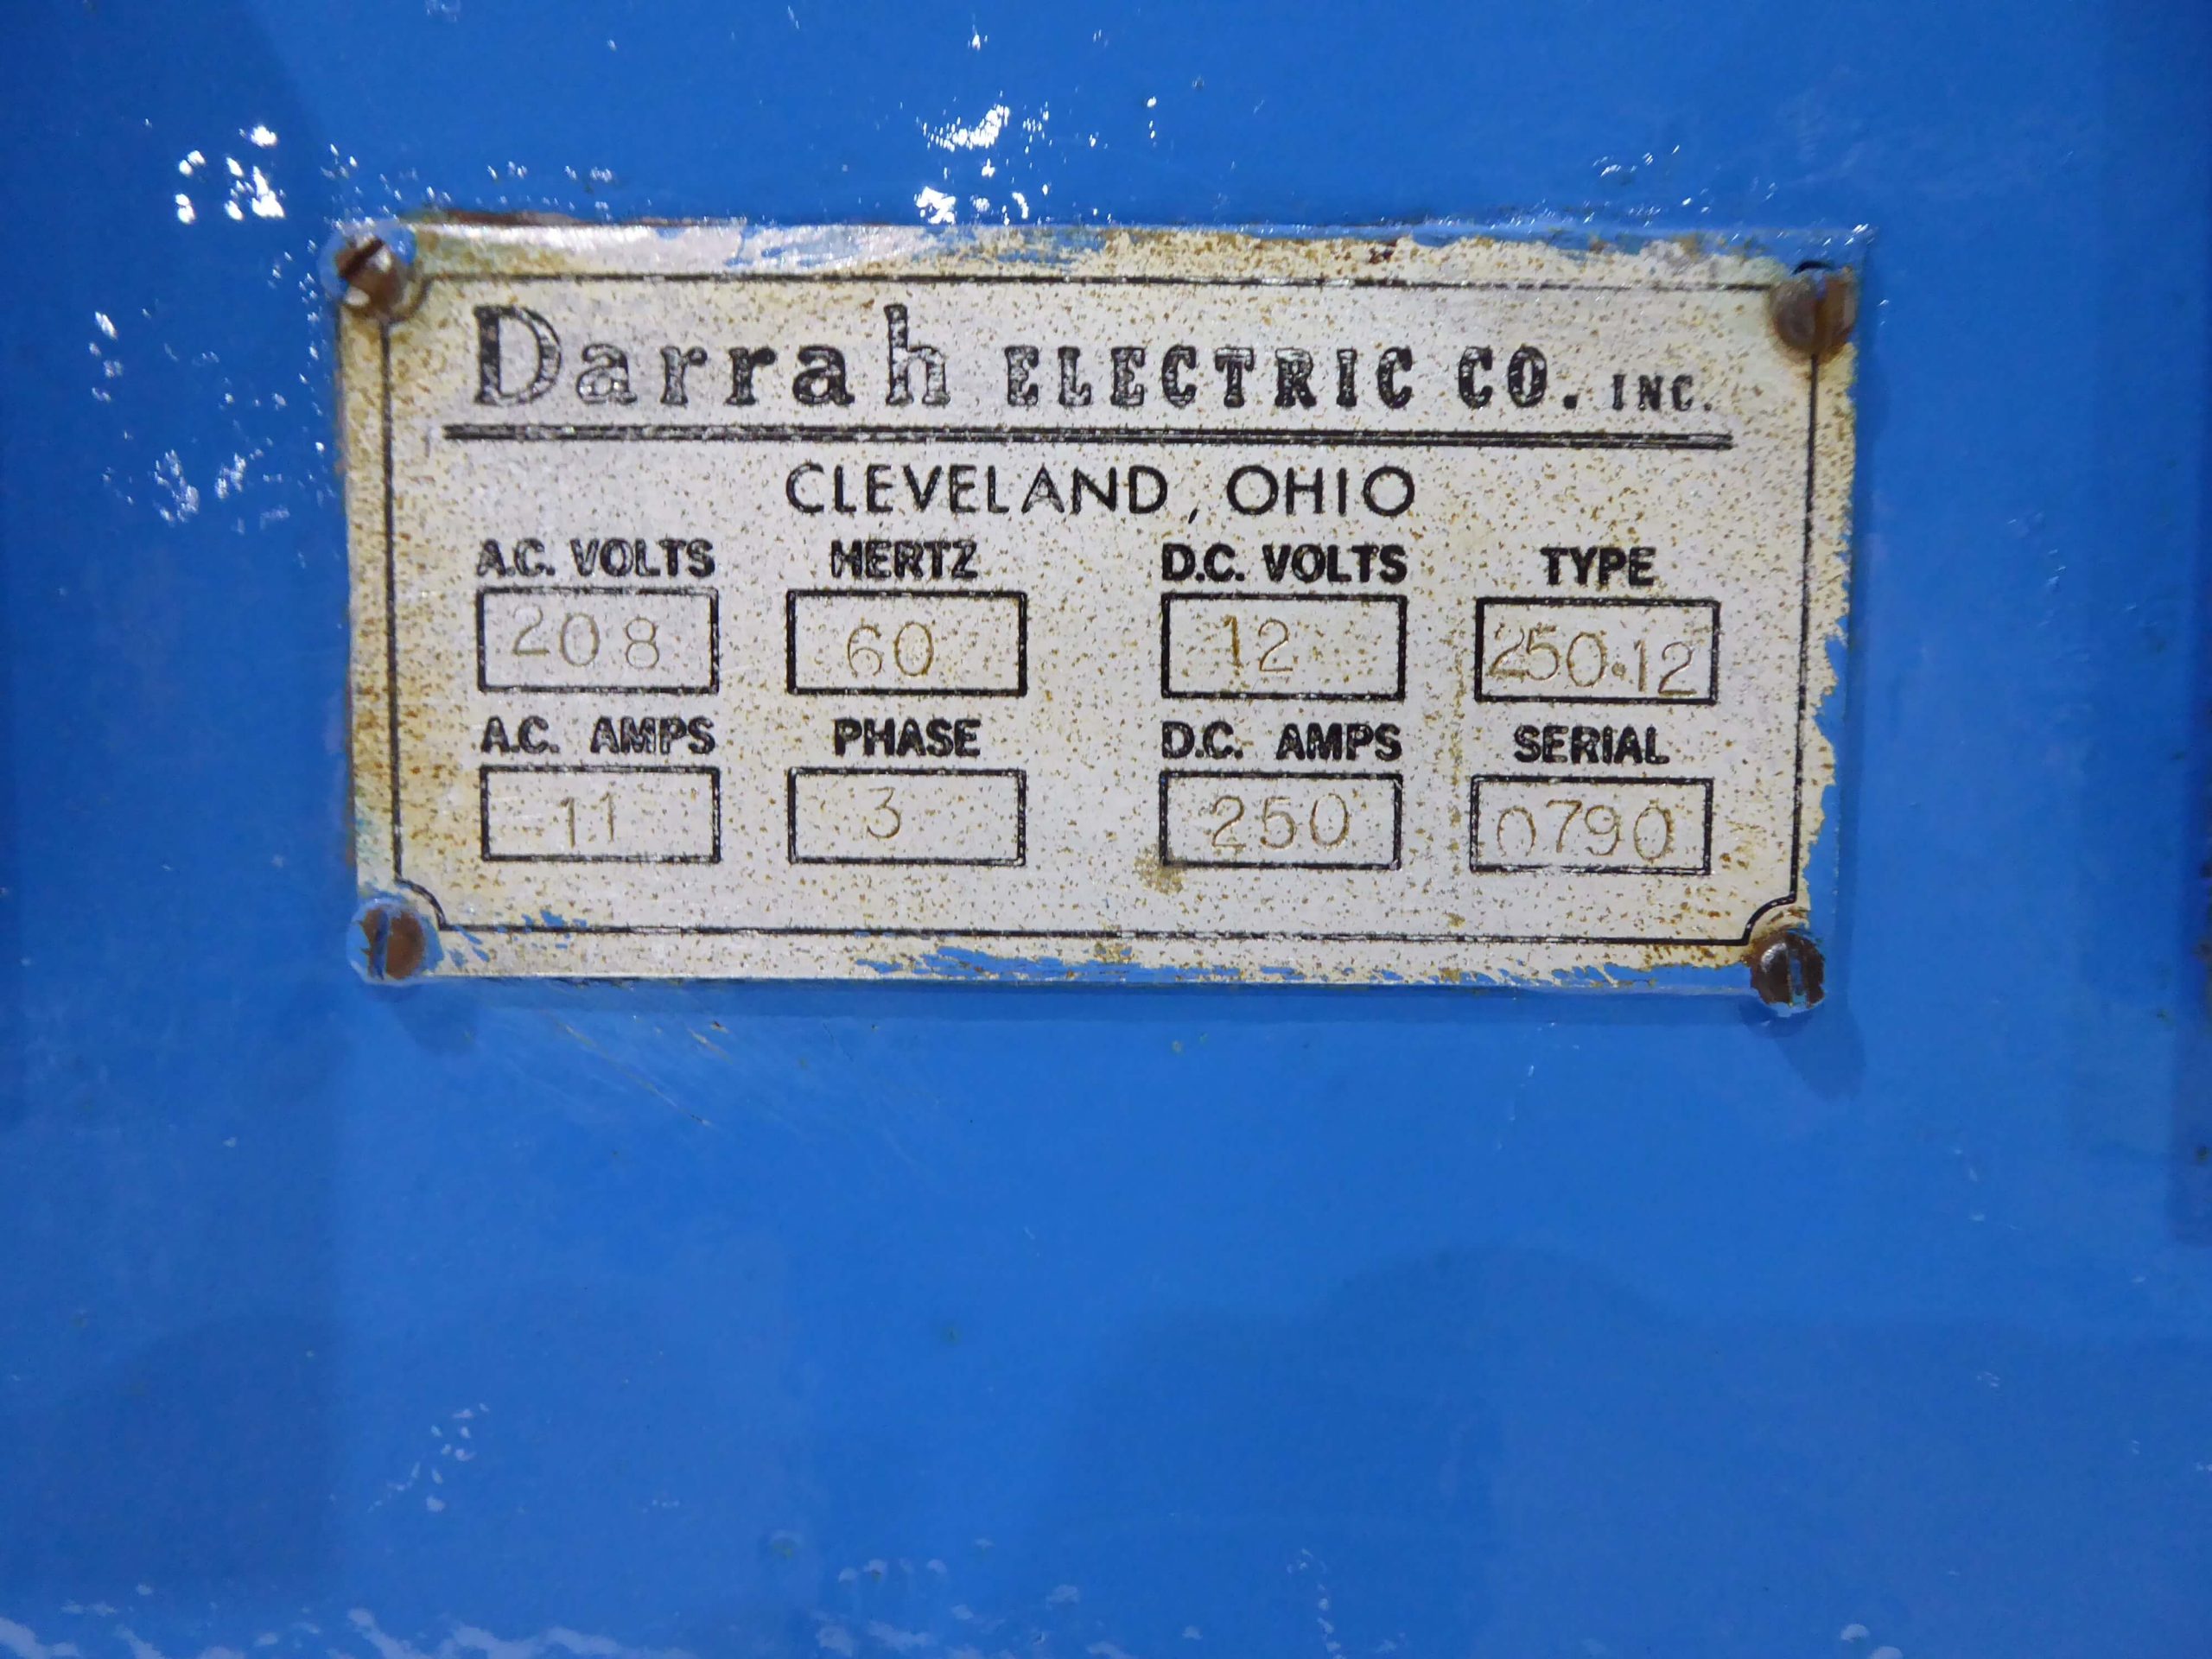 Darrah ELECTRIC CO. INC.
CLEVELAND, OHIO
A.C. VOLTS HERTZ D.C. VOLTS TYPE
208 60 12 250.12
A.C. AMPS PHASE D.C. AMPS SERIAL
11 3 250 0790